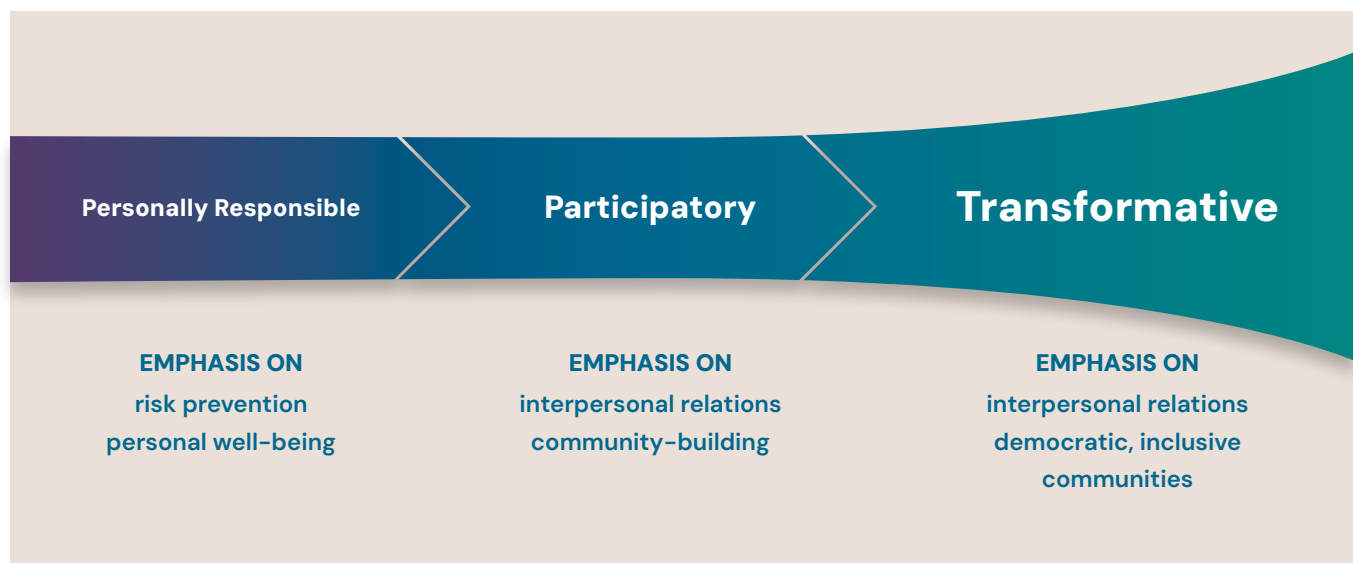 Personally Responsible
Participatory
Transformative
EMPHASIS ON
risk prevention
personal well-being
EMPHASIS ON
interpersonal relations
community-building
EMPHASIS ON
interpersonal relations
democratic, inclusive
communities